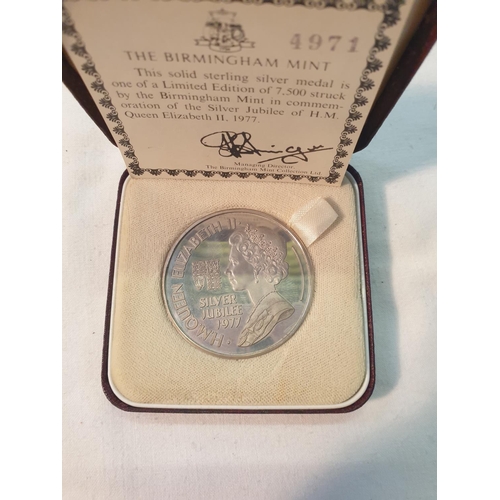 4971
THE BIRMINGHAM MINT
This solid sterling silver medal is
one of a Limited Edition of 7,500 struck
by the Birmingham Mint in commem-
oration of the Silver Jubilee of H.M.
Queen Elizabeth II, 1977.
Managing Director
The Birmingham Mint Collection Ltd
H.M. QUEEN ELIZABETH II
SILVER
JUBILEE
1977